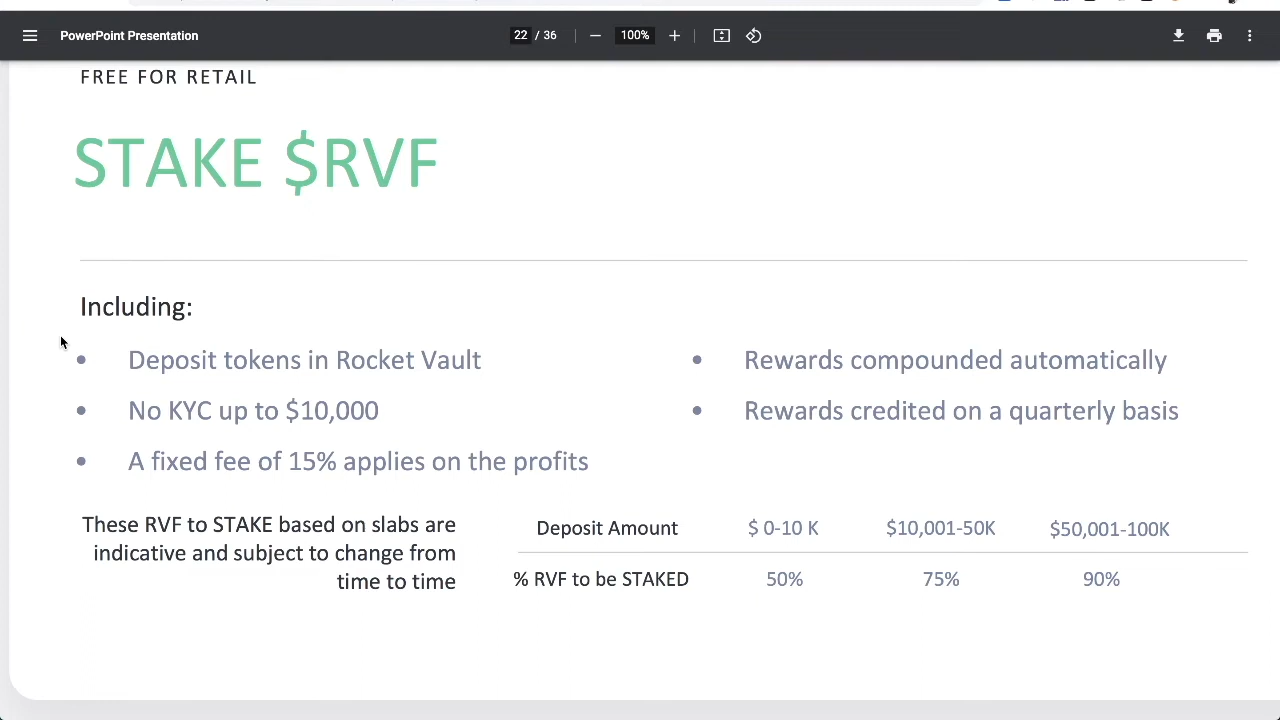 PowerPoint Presentation
22 / 36
100%
FREE FOR RETAIL
STAKE $RVF
Including:
• Deposit tokens in Rocket Vault
• No KYC up to $10,000
• A fixed fee of 15% applies on the profits
• Rewards compounded automatically
• Rewards credited on a quarterly basis
These RVF to STAKE based on slabs are
indicative and subject to change from
time to time
Deposit Amount $ 0-10 K $10,001-50K $50,001-100K
% RVF to be STAKED 50% 75% 90%